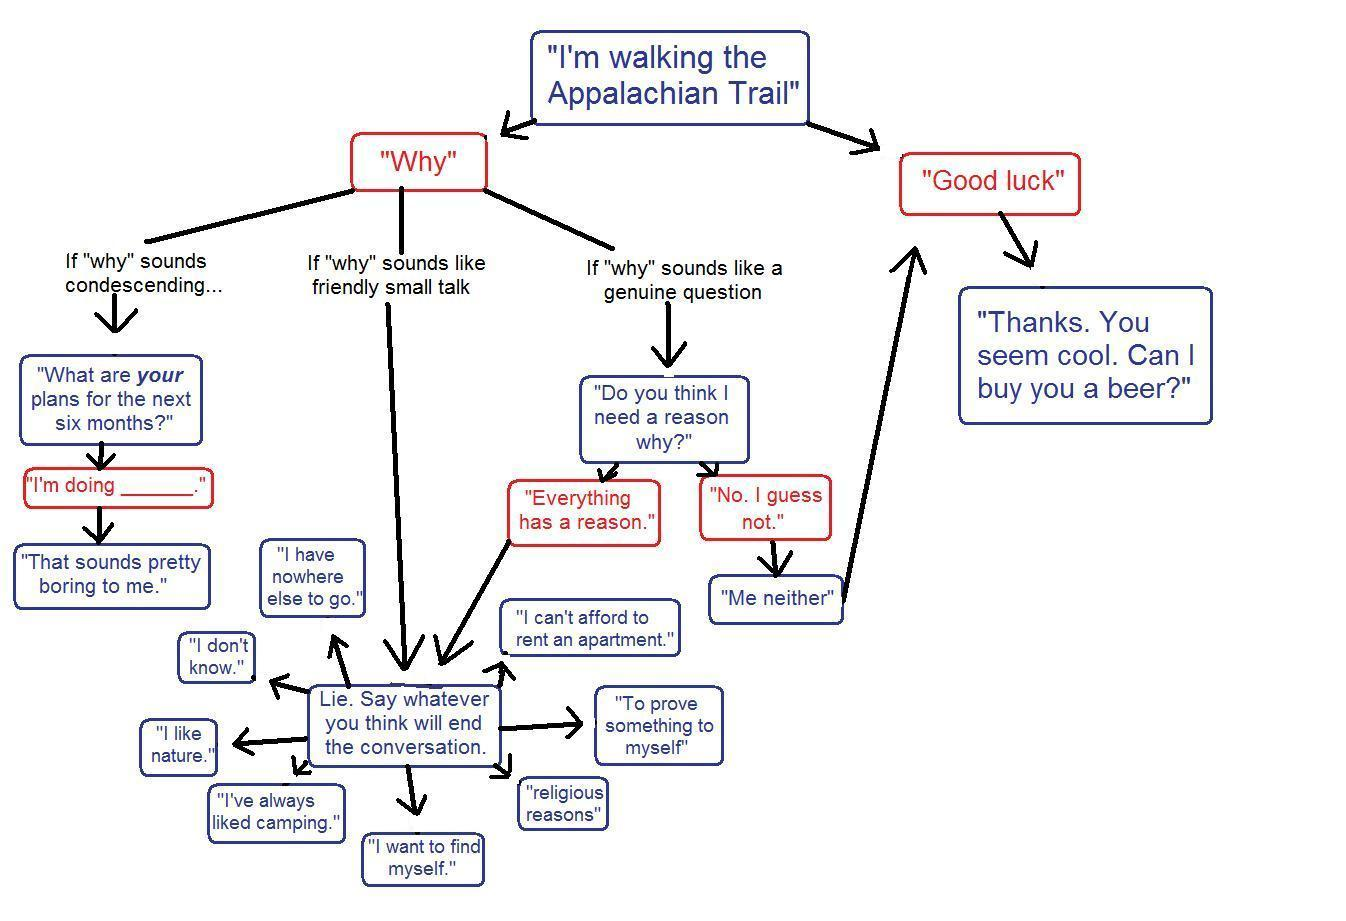 "I'm walking the
Appalachian Trail"
"Why"
"Good luck"
If "why" sounds
condescending...
If "why" sounds like
friendly small talk
If "why" sounds like a
genuine question
"Thanks. You
seem cool. Can I
buy you a beer?"
"What are your
plans for the next
six months?"
"Do you think I
need a reason
why?"
"I'm doing ______."
"Everything
has a reason."
"No. I guess
not."
"That sounds pretty
boring to me."
"Me neither"
"I have
nowhere
else to go."
"I can't afford to
rent an apartment."
"I don't
know."
Lie. Say whatever
you think will end
the conversation.
"To prove
something to
myself"
"I like
nature."
"I've always
liked camping."
"religious
reasons"
"I want to find
myself."